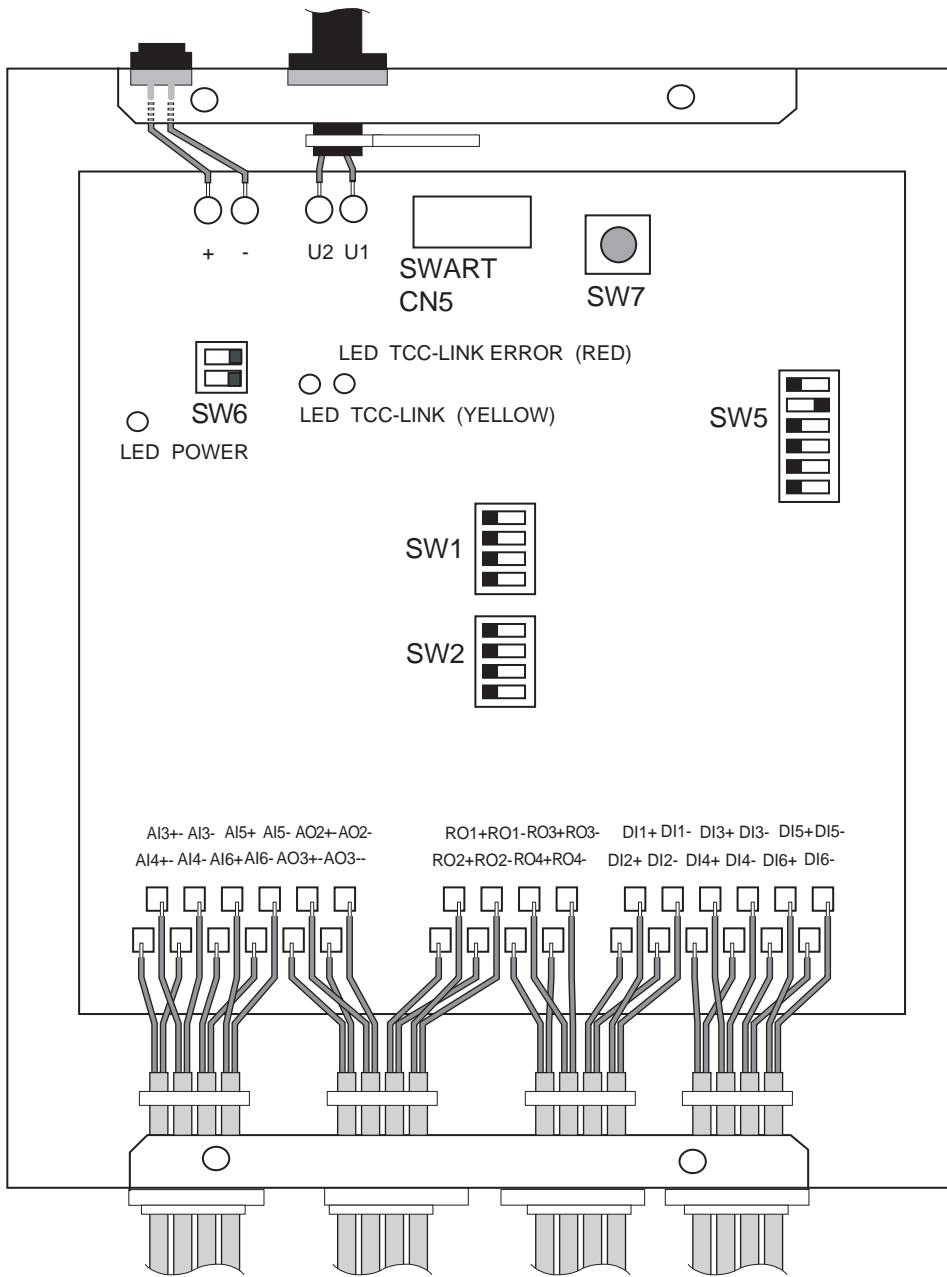 + - U2 U1
SWART
CN5
SW7
LED TCC-LINK ERROR (RED)
SW6
LED TCC-LINK (YELLOW)
SW5
LED POWER
SW1
SW2
AI3+- AI3- AI5+ AI5- AO2+-AO2-
RO1+RO1-RO3+RO3-
DI1+ DI1- DI3+ DI3- DI5+DI5-
AI4+- AI4- AI6+AI6- AO3+-AO3--
RO2+RO2-RO4+RO4-
DI2+ DI2- DI4+ DI4- DI6+ DI6-